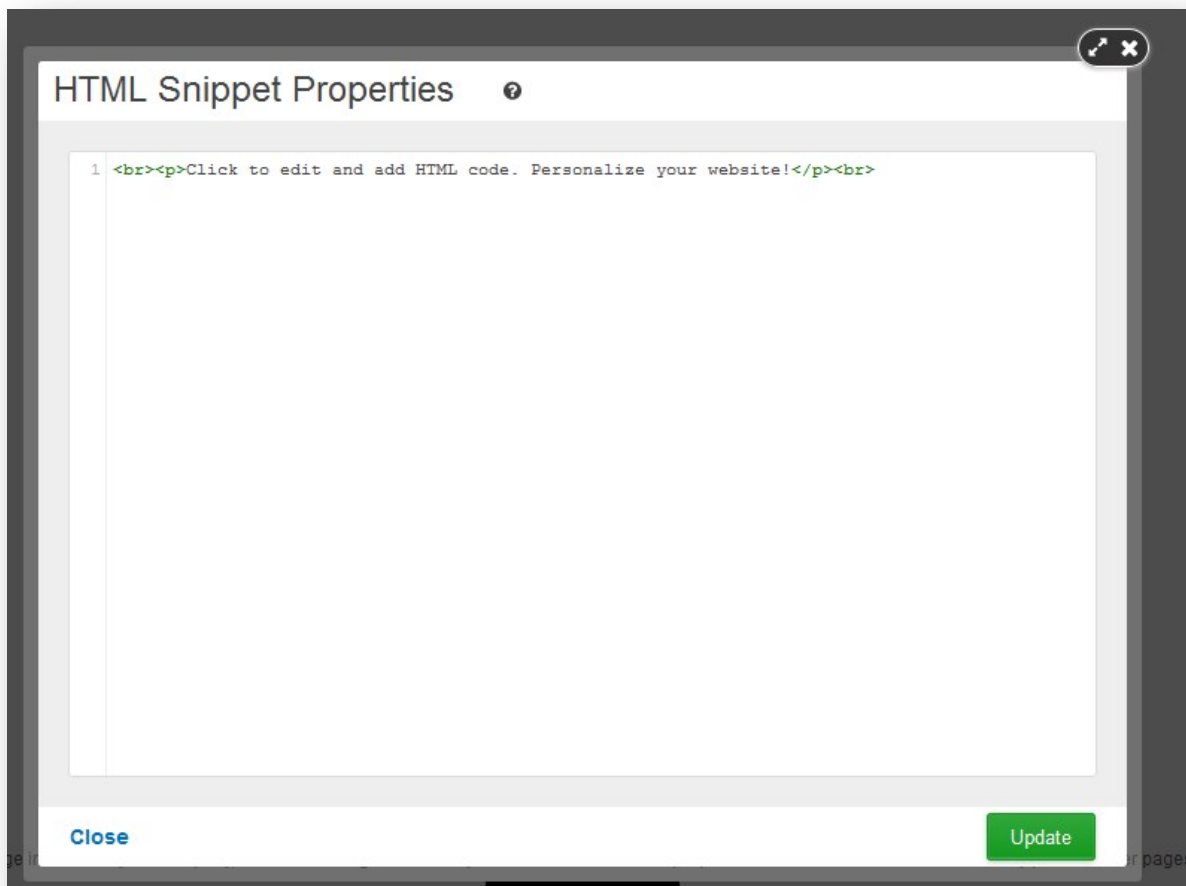 HTML Snippet Properties
1 <br><p>Click to edit and add HTML code. Personalize your website!</p><br>
Close
Update